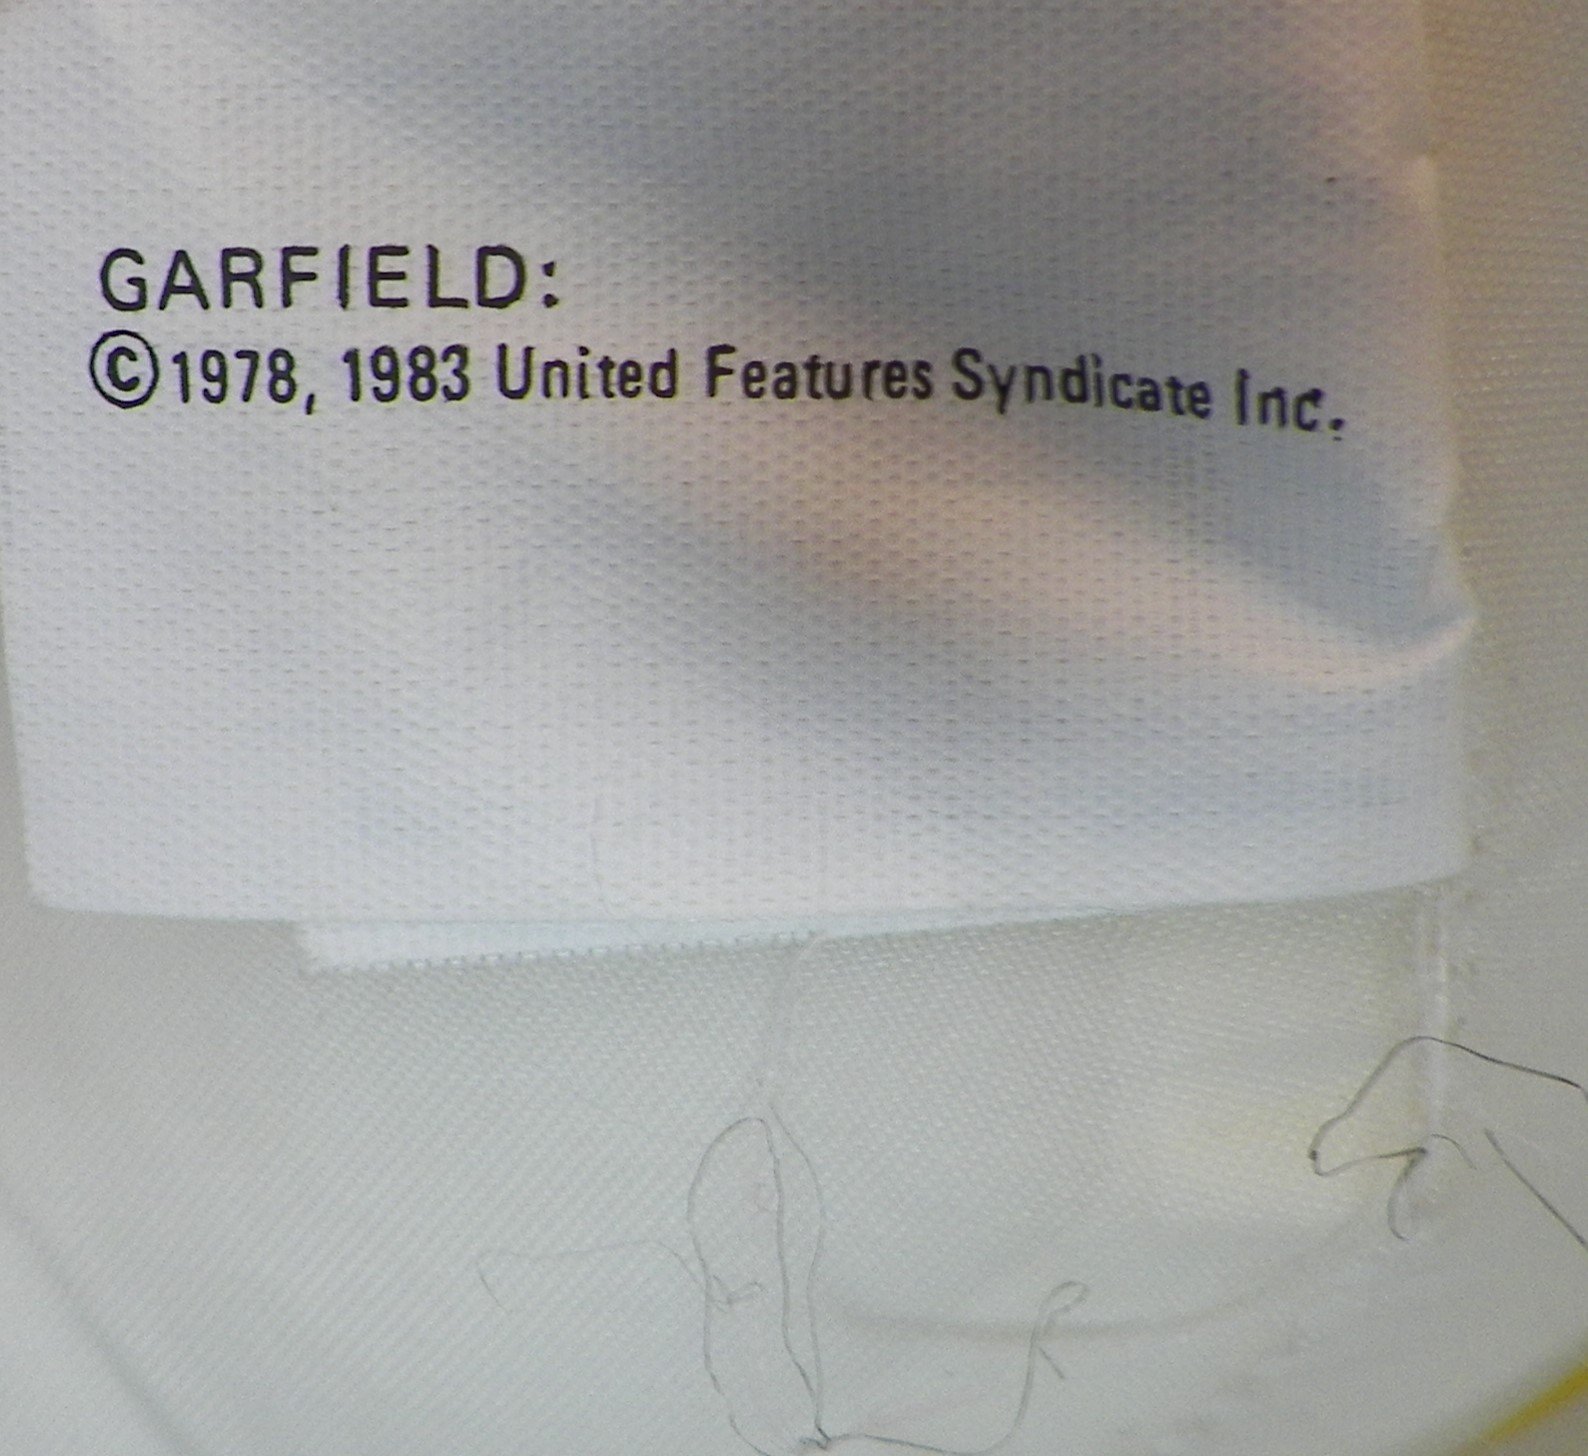 GARFIELD:
©1978, 1983 United Features Syndicate Inc.